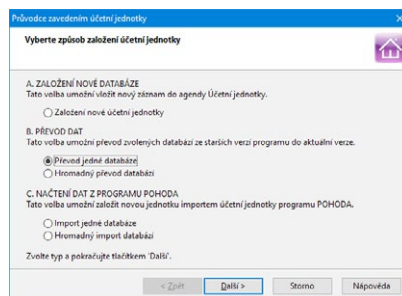 Průvodce zavedením účetní jednotky
Vyberte způsob založení účetní jednotky
A. ZALOŽENÍ NOVÉ DATABÁZE
Tato volba umožní vložit nový záznam do agendy Účetní jednotky.
Založení nové účetní jednotky
B. PŘEVOD DAT
Tato volba umožní převod zvolených databází ze starších verzí programu do aktuální verze.
Převod jedné databáze
Hromadný převod databází
C. NAČTENÍ DAT Z PROGRAMU POHODA
Tato volba umožní založit novou jednotku importem účetní jednotky programu POHODA.
Import jedné databáze
Hromadný import databází
Zvolte typ a pokračujte tlačítkem 'Další'.
< Zpět Další > Storno Nápověda